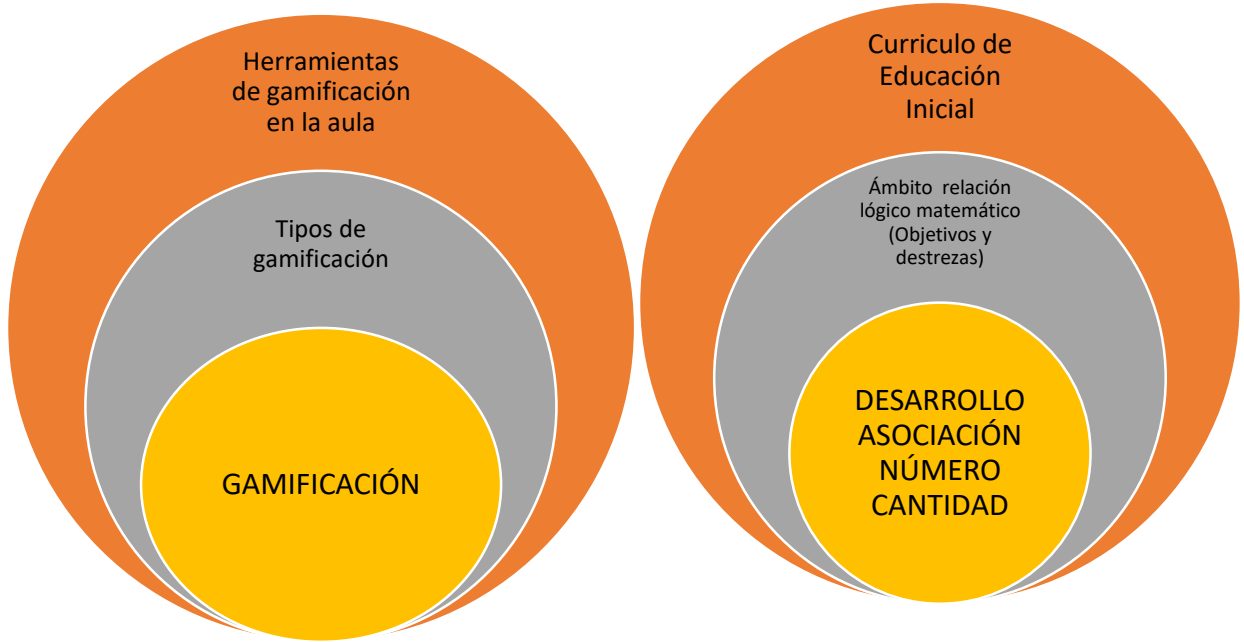 Herramientas
de gamificación
en la aula
Tipos de
gamificación
GAMIFICACIÓN
Curriculo de
Educación
Inicial
Ámbito relación
lógico matemático
(Objetivos y
destrezas)
DESARROLLO
ASOCIACIÓN
NÚMERO
CANTIDAD